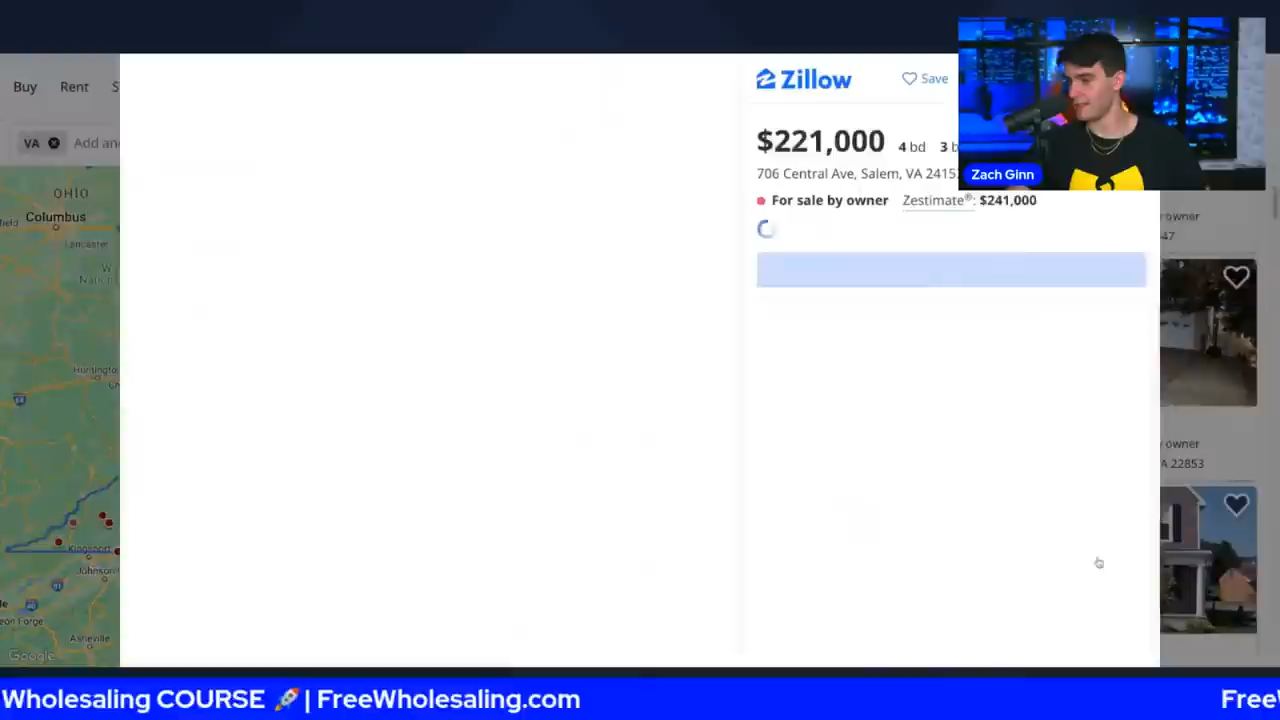 Buy Rent S
VA Add an
OHIO
Columbus
Lancaster
Huntington
Kingsport
Johnson
Asheville
Google
Zillow
Save
$221,000 4 bd 3 b
706 Central Ave, Salem, VA 2415
For sale by owner Zestimate®: $241,000
Zach Ginn
owner
47
owner
A 22853
Wholesaling COURSE 🚀 | FreeWholesaling.com
FreeW